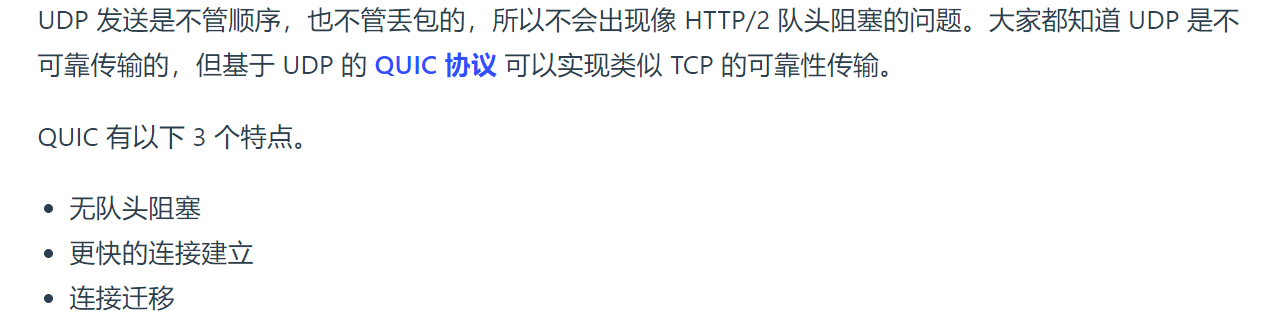 UDP 发送是不管顺序，也不管丢包的，所以不会出现像 HTTP/2 队头阻塞的问题。大家都知道 UDP 是不
可靠传输的，但基于 UDP 的 QUIC 协议 可以实现类似 TCP 的可靠性传输。
QUIC 有以下 3 个特点。
• 无队头阻塞
• 更快的连接建立
• 连接迁移